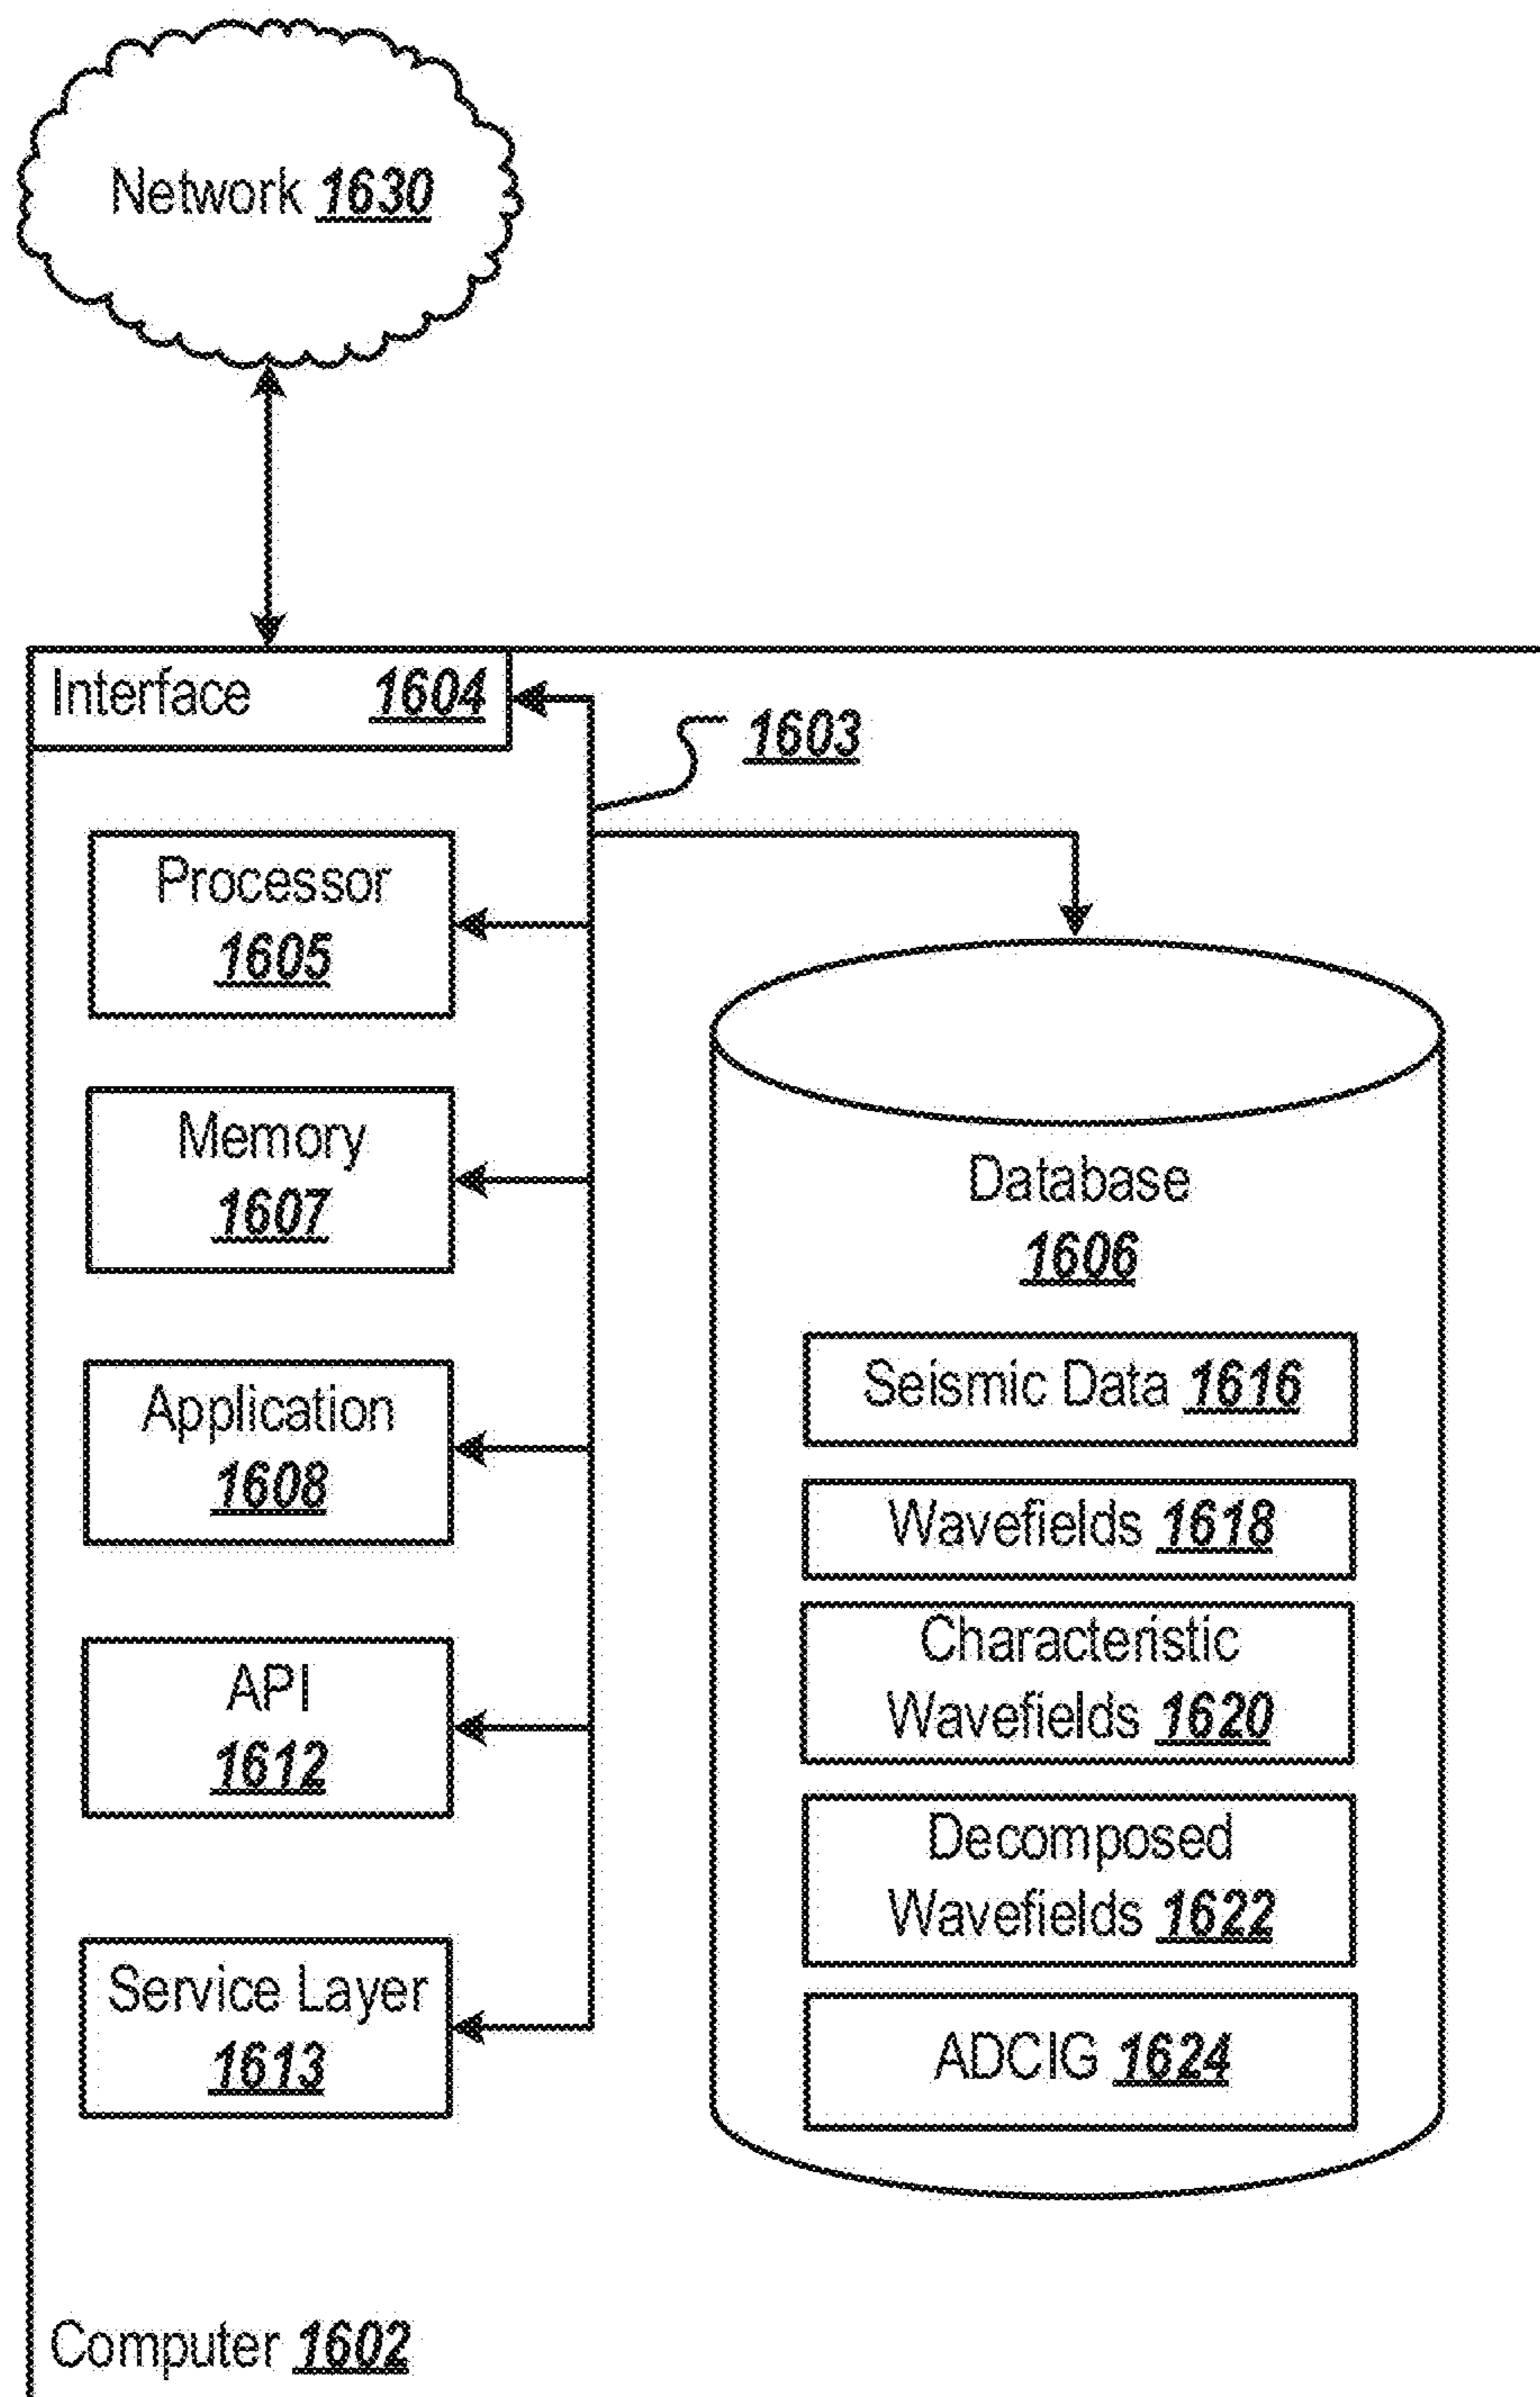 Network 1630
Interface 1604
1603
Processor
1605
Memory
1607
Application
1608
API
1612
Service Layer
1613
Database
1606
Seismic Data 1616
Wavefields 1618
Characteristic
Wavefields 1620
Decomposed
Wavefields 1622
ADCIG 1624
Computer 1602